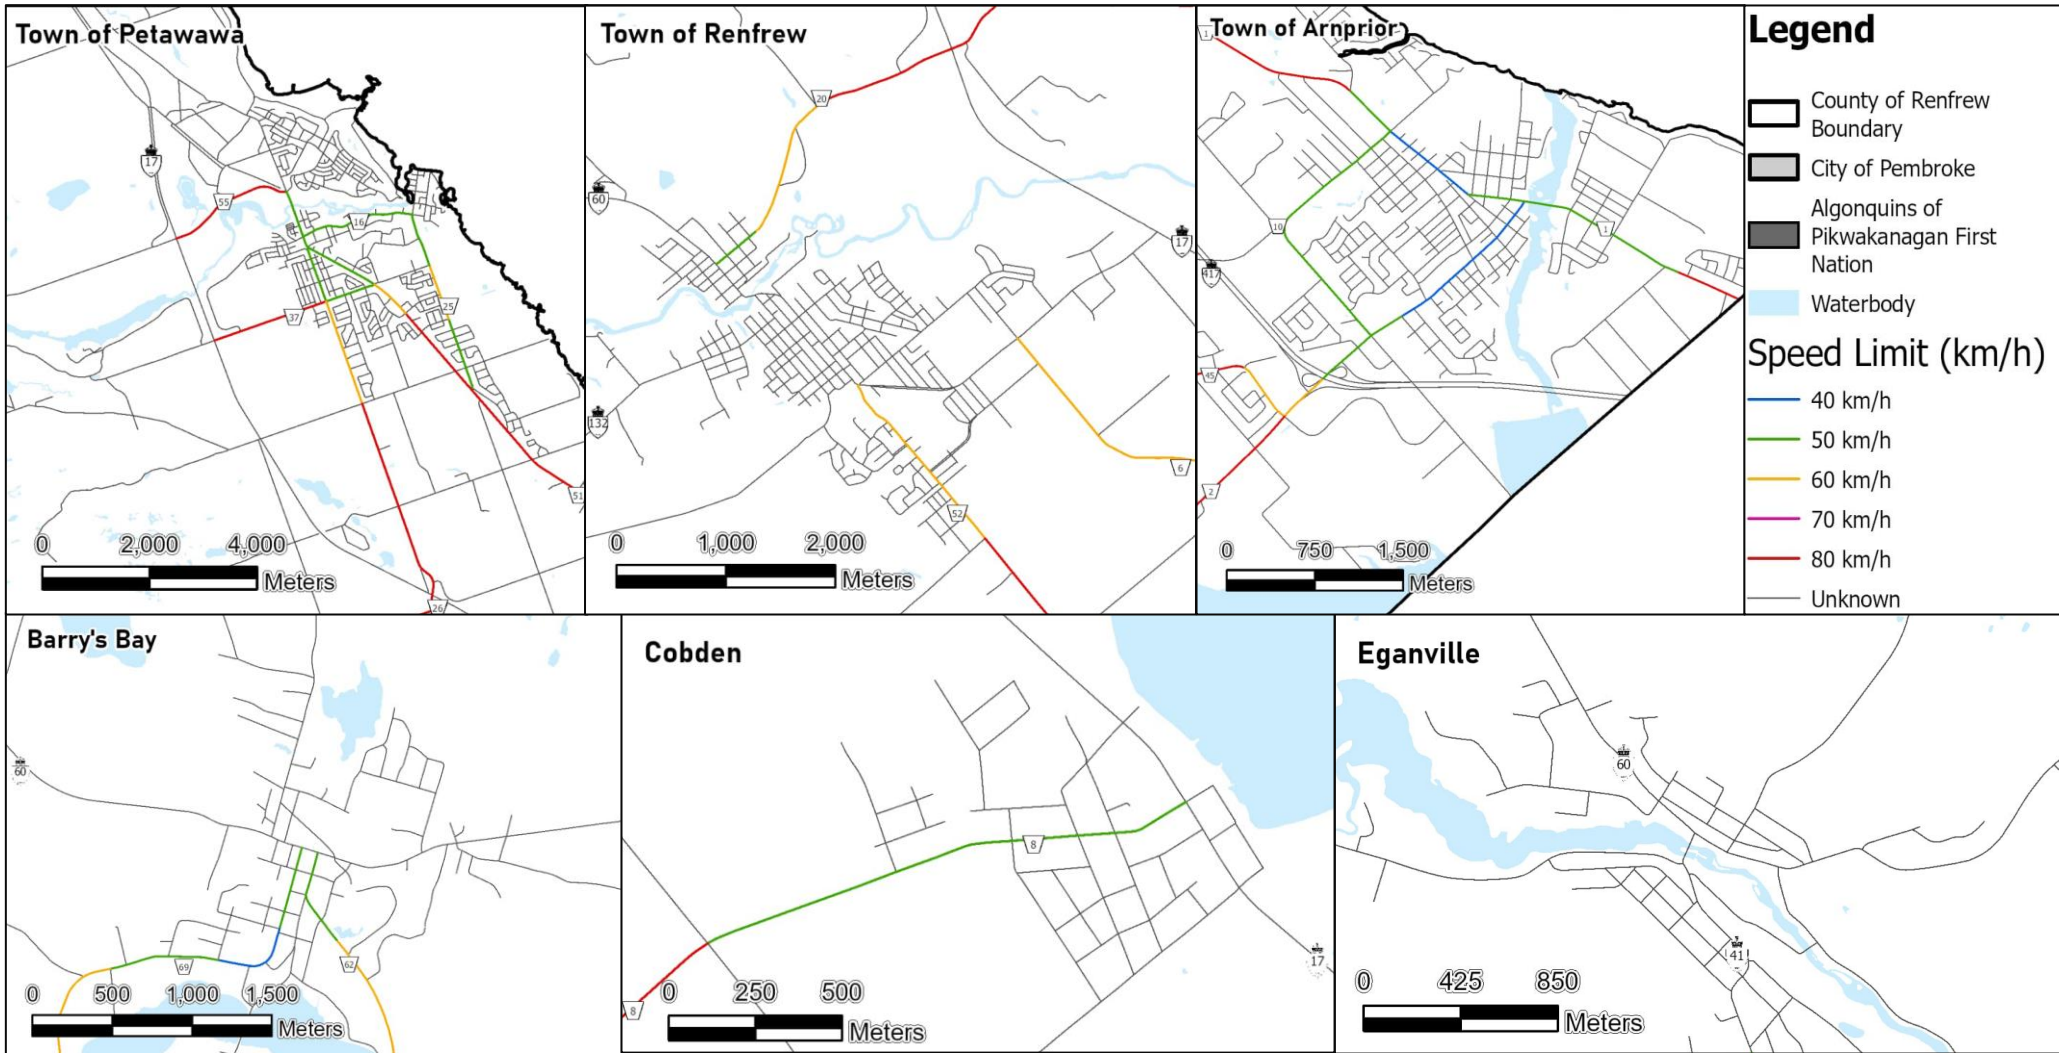 Town of Petawawa
17
55
16
25
37
51
26
0 2,000 4,000
Meters
Town of Renfrew
20
60
17
132
6
52
0 1,000 2,000
Meters
Town of Arnprior
1
10
1
417
45
2
0 750 1,500
Meters
Legend
County of Renfrew
Boundary
City of Pembroke
Algonquins of
Pikwakanagan First
Nation
Waterbody
Speed Limit (km/h)
40 km/h
50 km/h
60 km/h
70 km/h
80 km/h
Unknown
Barry's Bay
60
69
62
0 500 1,000 1,500
Meters
Cobden
8
17
8
0 250 500
Meters
Eganville
60
41
0 425 850
Meters